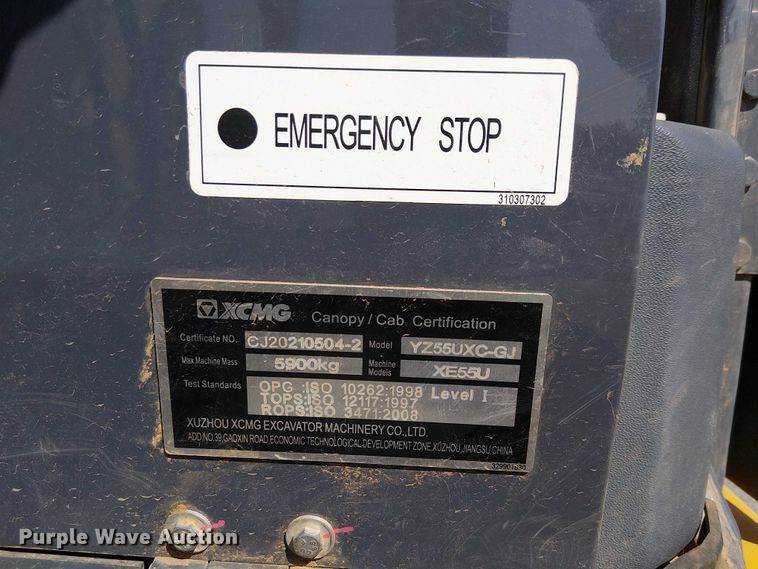 EMERGENCY STOP
310307302
XCMG Canopy / Cab Certification
Certificate NO. CJ20210504-2 Model YZ55UXC-GJ
Max Machine Mass 5900kg Machine Models XE55U
Test Standards OPG :ISO 10262:1998 Level I
TOPS:ISO 12117:1997
ROPS:ISO 3471:2008
XUZHOU XCMG EXCAVATOR MACHINERY CO.,LTD.
ADD NO.39,GAOXIN ROAD,ECONOMIC TECHNOLOGICAL DEVELOPMENT ZONE,XUZHOU,JIANGSU,CHINA
Purple Wave Auction